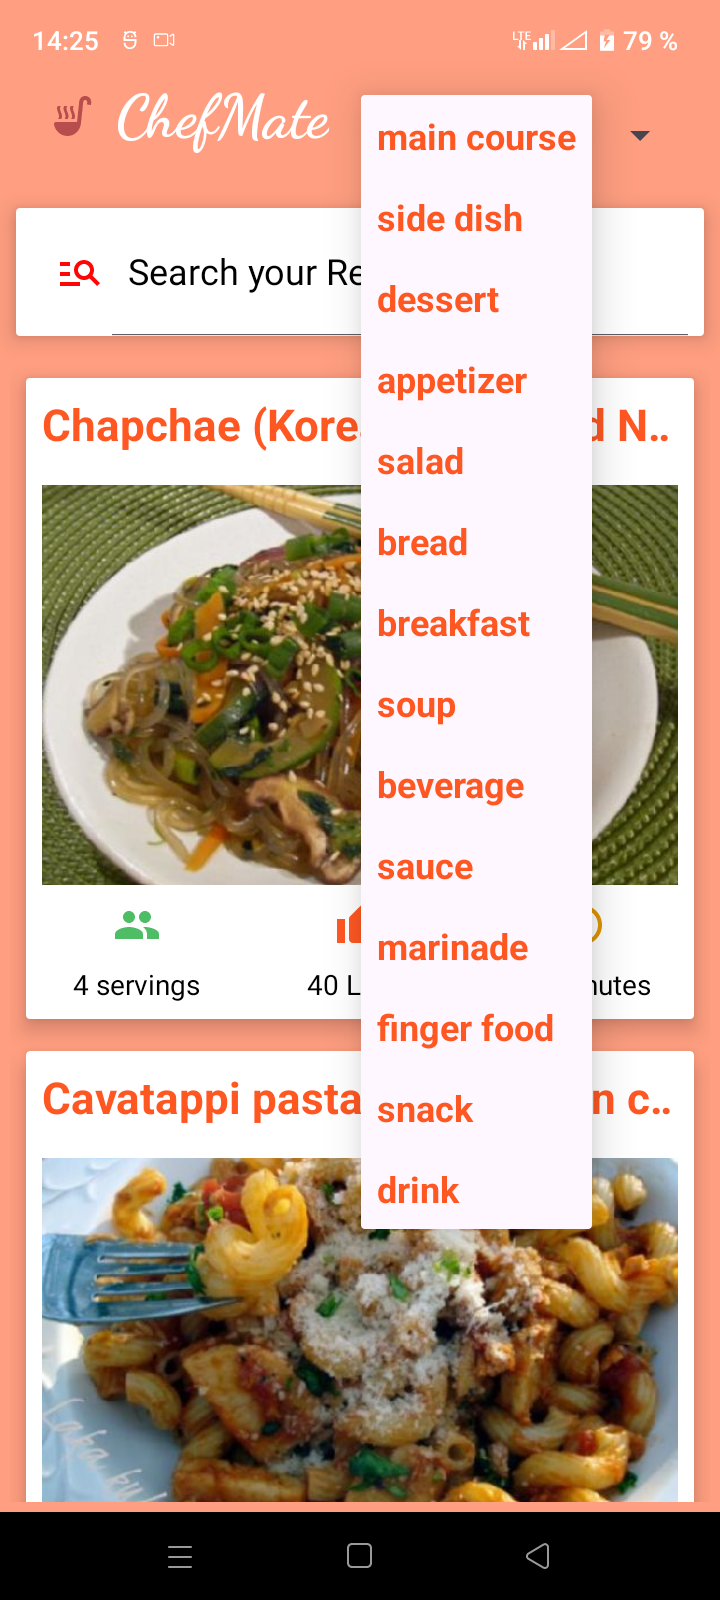 14:25
LTE
79 %
ChefMate
main course
side dish
dessert
appetizer
salad
bread
breakfast
soup
beverage
sauce
marinade
finger food
snack
drink
Search your Re
Chapchae (Kore d N..
4 servings
40 L
nutes
Cavatappi pasta n c..